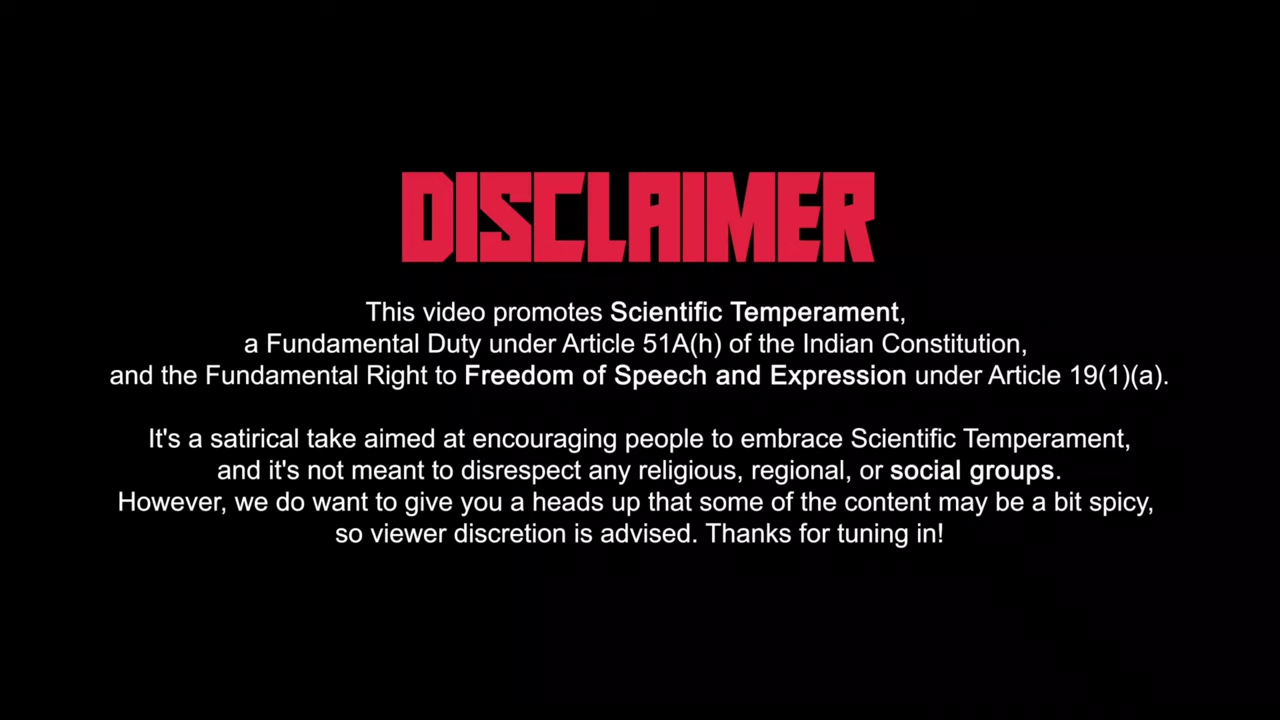 DISCLAIMER
This video promotes Scientific Temperament,
a Fundamental Duty under Article 51A(h) of the Indian Constitution,
and the Fundamental Right to Freedom of Speech and Expression under Article 19(1)(a).
It's a satirical take aimed at encouraging people to embrace Scientific Temperament,
and it's not meant to disrespect any religious, regional, or social groups.
However, we do want to give you a heads up that some of the content may be a bit spicy,
so viewer discretion is advised. Thanks for tuning in!